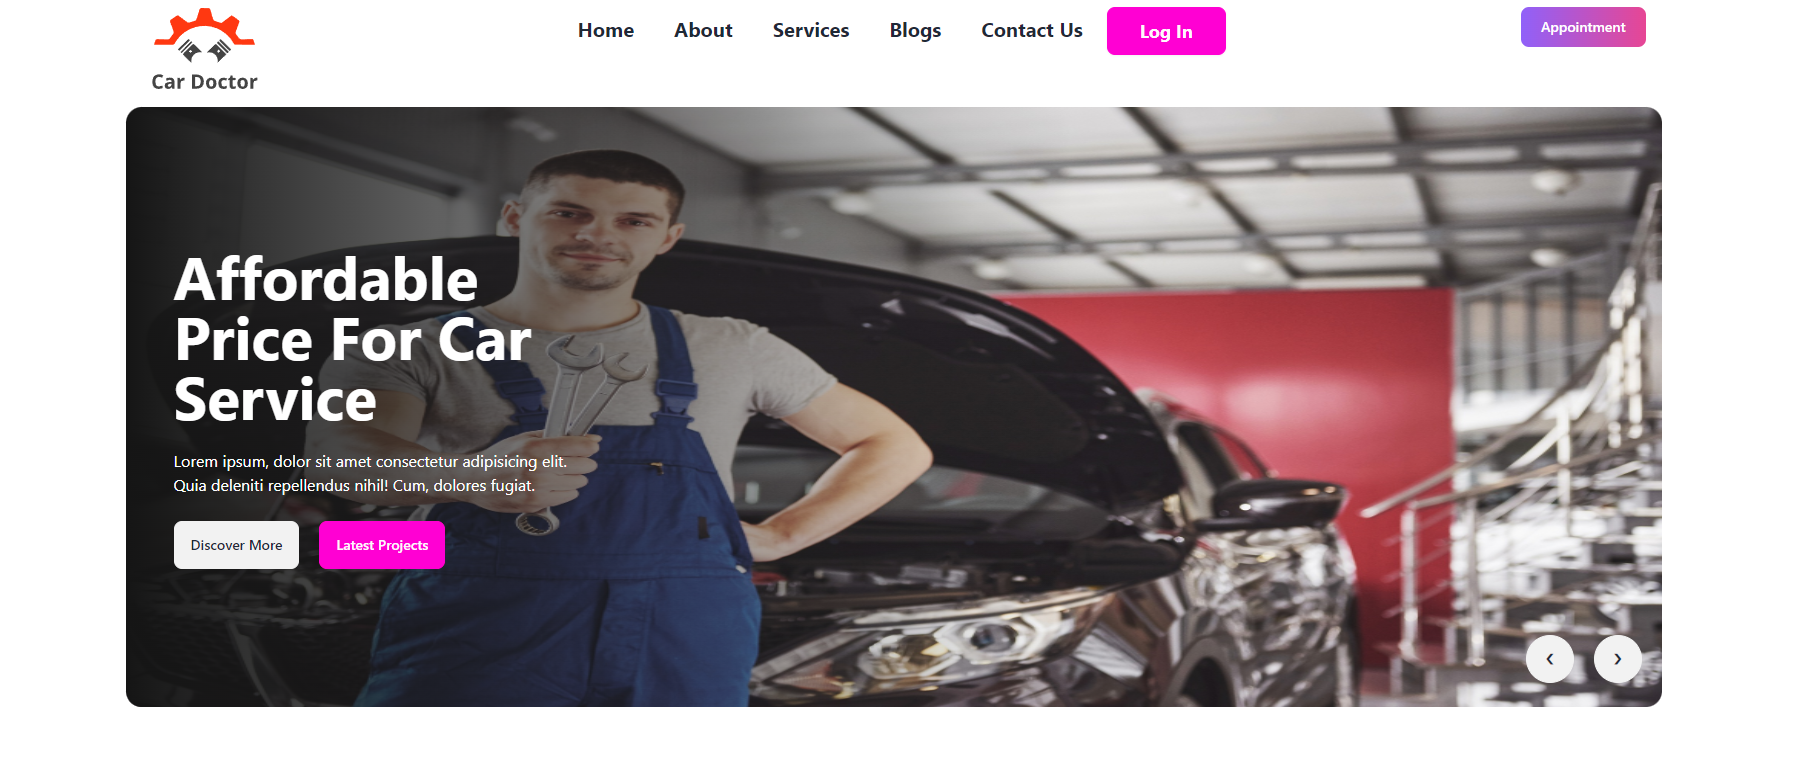 Car Doctor
Home
About
Services
Blogs
Contact Us
Log In
Appointment
Affordable
Price For Car
Service
Lorem ipsum, dolor sit amet consectetur adipisicing elit.
Quia deleniti repellendus nihil! Cum, dolores fugiat.
Discover More
Latest Projects
❮
❯